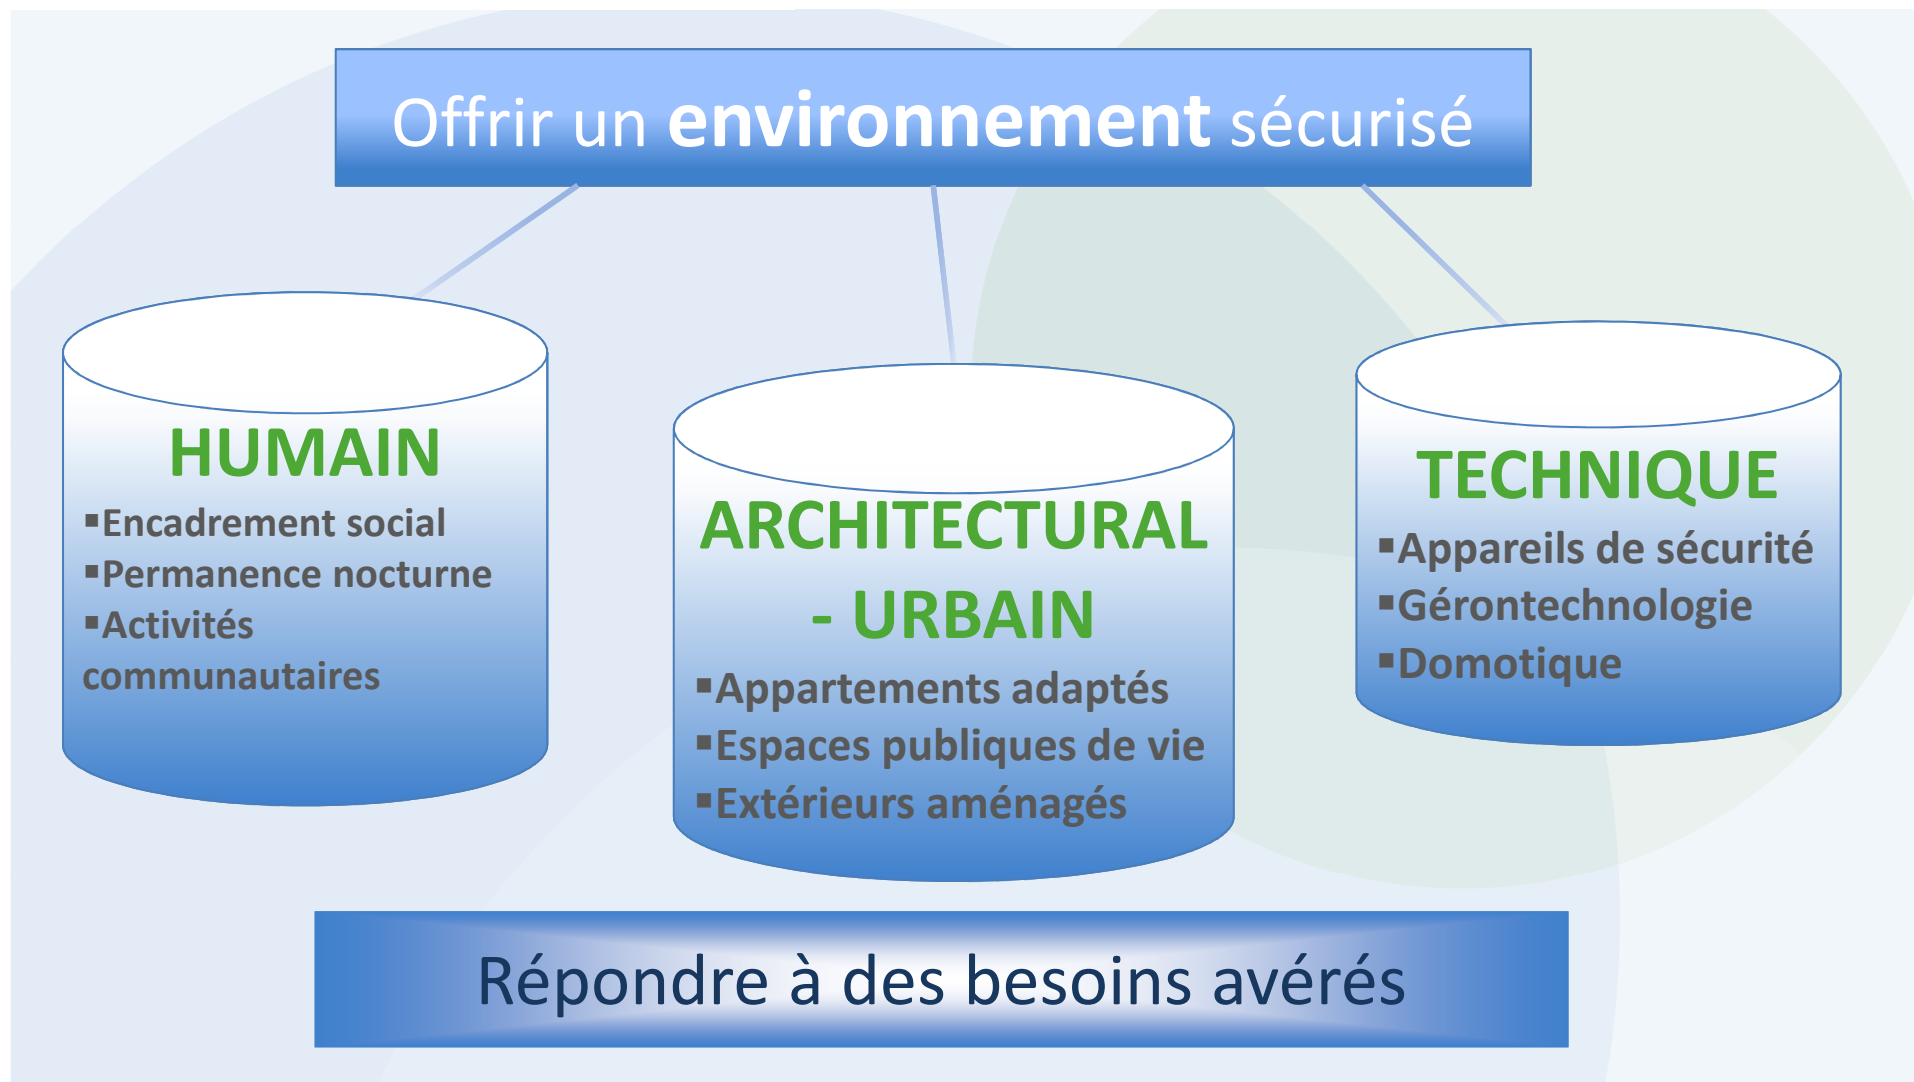 Offrir un environnement sécurisé
HUMAIN
▪Encadrement social
▪Permanence nocturne
▪Activités
communautaires
ARCHITECTURAL
- URBAIN
▪Appartements adaptés
▪Espaces publiques de vie
▪Extérieurs aménagés
TECHNIQUE
▪Appareils de sécurité
▪Gérontechnologie
▪Domotique
Répondre à des besoins avérés